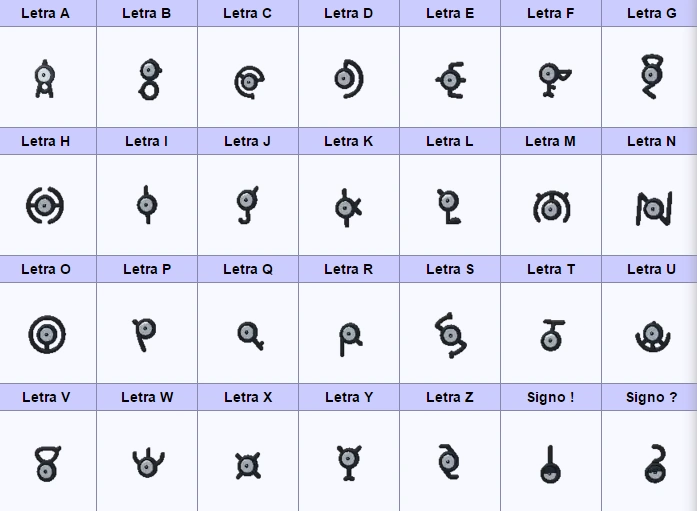 Letra A Letra B Letra C Letra D Letra E Letra F Letra G
Letra H Letra I Letra J Letra K Letra L Letra M Letra N
Letra O Letra P Letra Q Letra R Letra S Letra T Letra U
Letra V Letra W Letra X Letra Y Letra Z Signo ! Signo ?